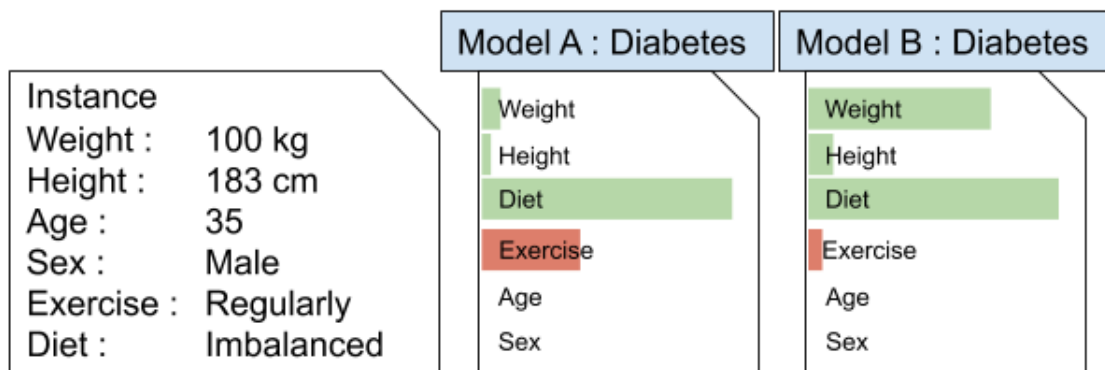 Instance
Weight : 100 kg
Height : 183 cm
Age : 35
Sex : Male
Exercise : Regularly
Diet : Imbalanced
Model A : Diabetes
Weight
Height
Diet
Exercise
Age
Sex
Model B : Diabetes
Weight
Height
Diet
Exercise
Age
Sex